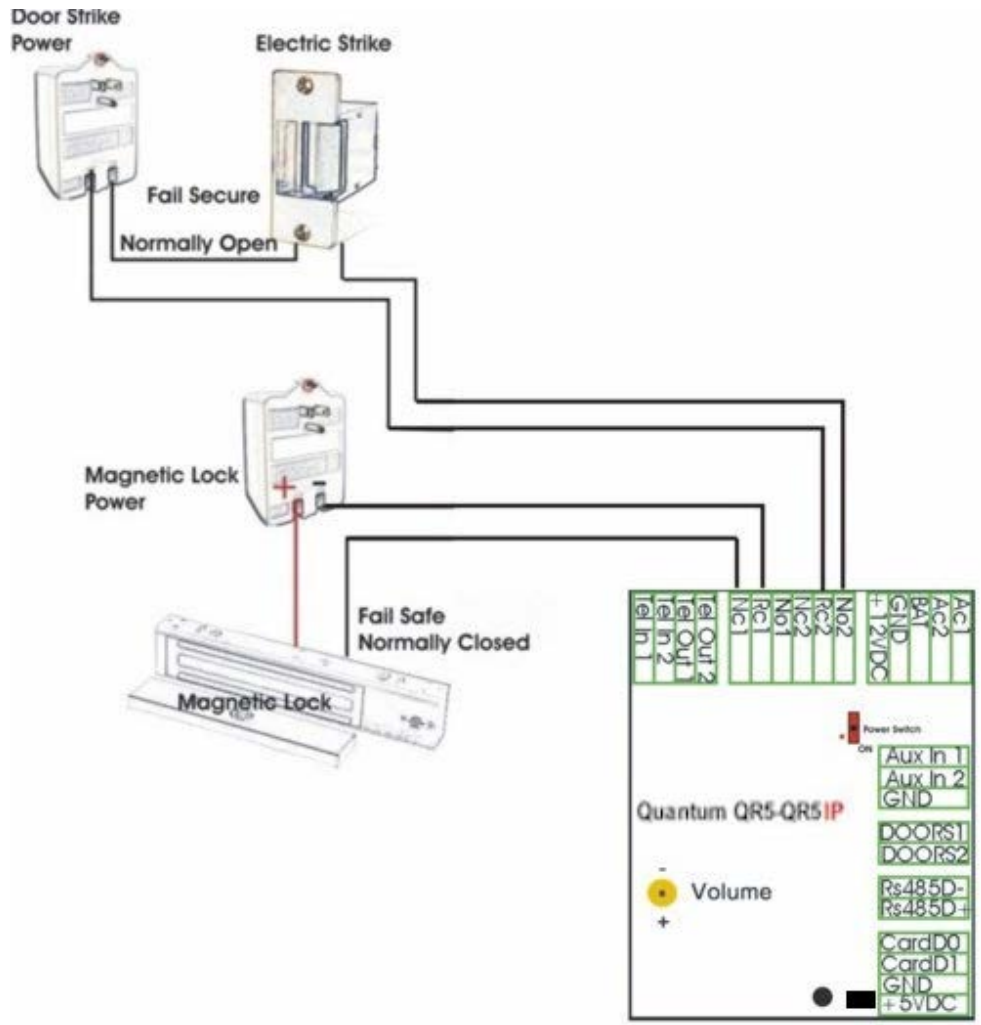 Door Strike
Power
Electric Strike
Fail Secure
Normally Open
Magnetic Lock
Power
+
-
Fail Safe
Normally Closed
Magnetic Lock
Tel In 1
Tel In 2
Tel Out 1
Tel Out 2
Nc1
Rc1
No1
Nc2
Rc2
No2
+12VDC
GND
BAT
Ac2
Ac1
Power Switch
ON
Aux In 1
Aux In 2
GND
Quantum QR5-QR5IP
DOORS1
DOORS2
-
Volume
+
Rs485D-
Rs485D+
CardD0
CardD1
GND
+5VDC